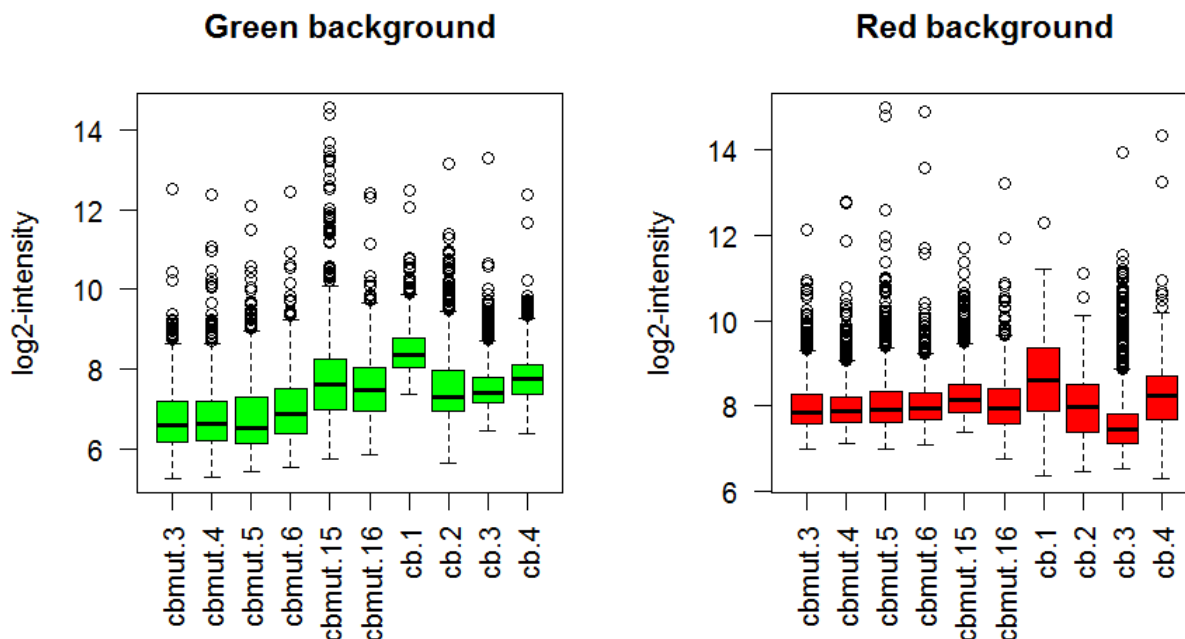 Green background
log2-intensity
14
12
10
8
6
cbmut.3
cbmut.4
cbmut.5
cbmut.6
cbmut.15
cbmut.16
cb.1
cb.2
cb.3
cb.4
Red background
log2-intensity
14
12
10
8
6
cbmut.3
cbmut.4
cbmut.5
cbmut.6
cbmut.15
cbmut.16
cb.1
cb.2
cb.3
cb.4